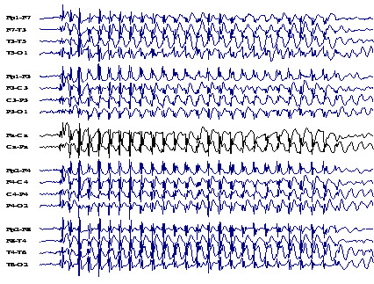 Fp1-F7
F7-T3
T3-T5
T5-O1
Fp1-F3
F3-C3
C3-P3
P3-O1
Fz-Cz
Cz-Pz
Fp2-F4
F4-C4
C4-P4
P4-O2
Fp2-F8
F8-T4
T4-T6
T6-O2